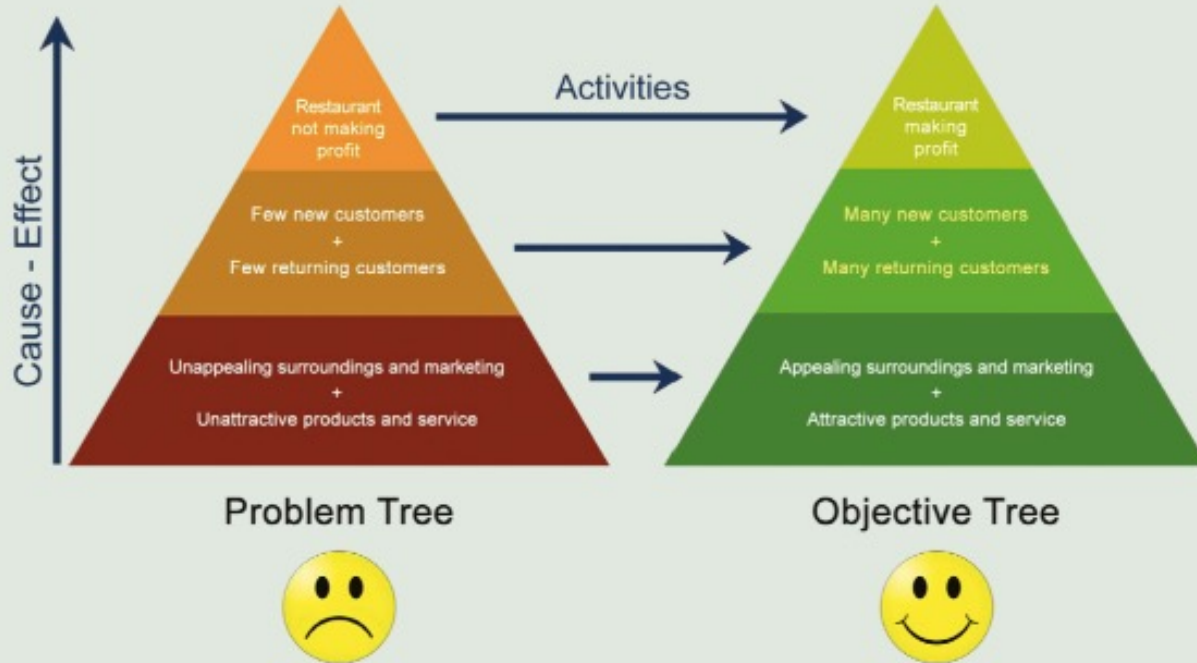 Cause - Effect
Restaurant
not making
profit
Few new customers
+
Few returning customers
Unappealing surroundings and marketing
+
Unattractive products and service
Problem Tree
Activities
Restaurant
making
profit
Many new customers
+
Many returning customers
Appealing surroundings and marketing
+
Attractive products and service
Objective Tree